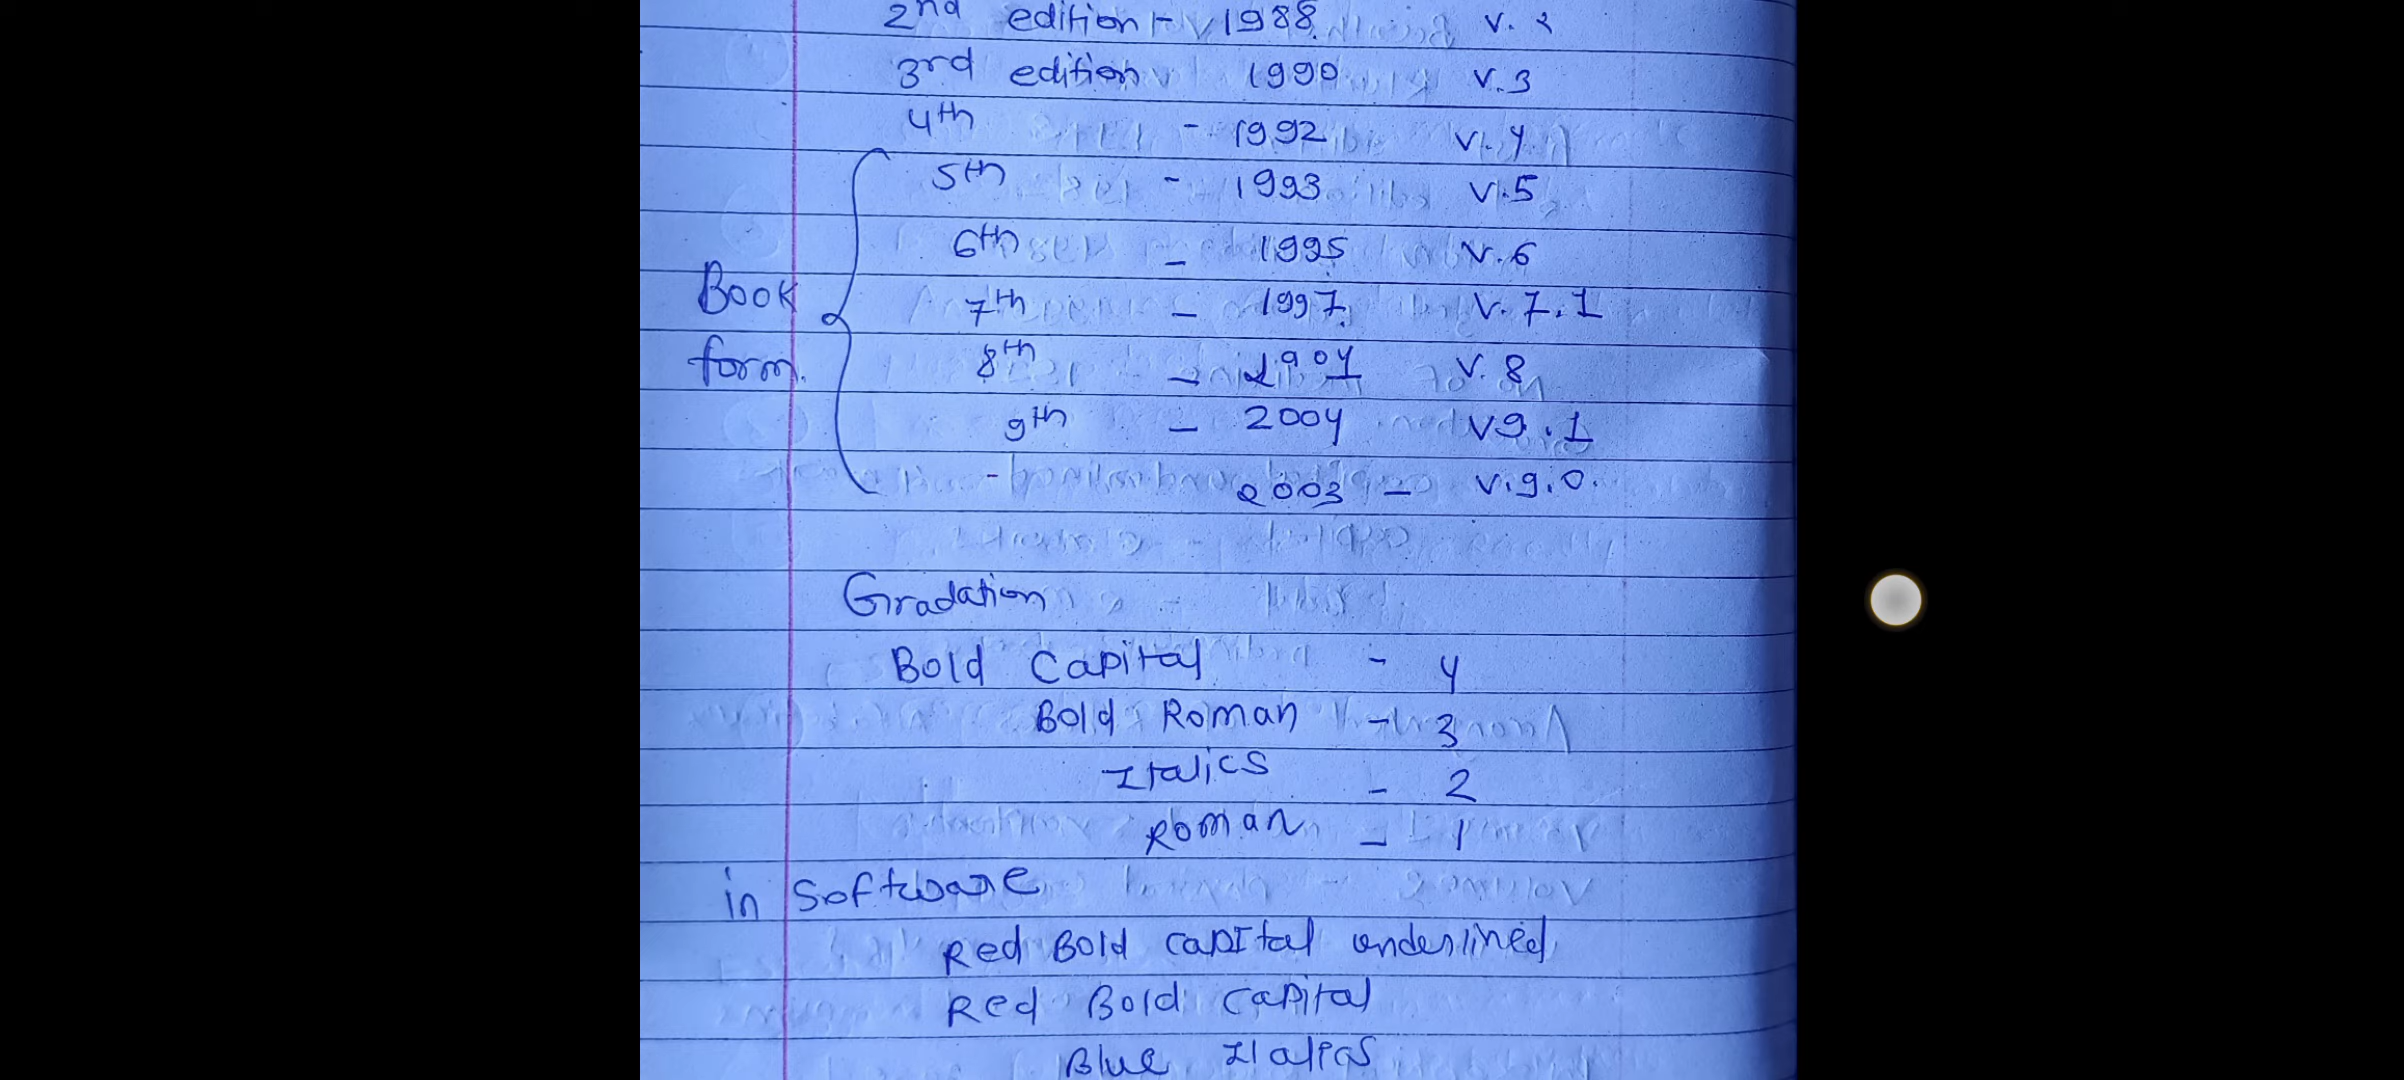 2nd edition - 1988 V. 2
3rd edition 1990 V.3
4th - 1992 V.4
5th - 1993 V.5
6th - 1995 V.6
7th - 1997 V.7.1
8th - V.8
9th - 2004 V9.1
- 2003 - V.9.0.
Book
form.
Gradation
Bold Capital - 4
Bold Roman - 3
Italics - 2
Roman - 1
in Software
Red Bold Capital underlined
Red Bold Capital
Blue Italics